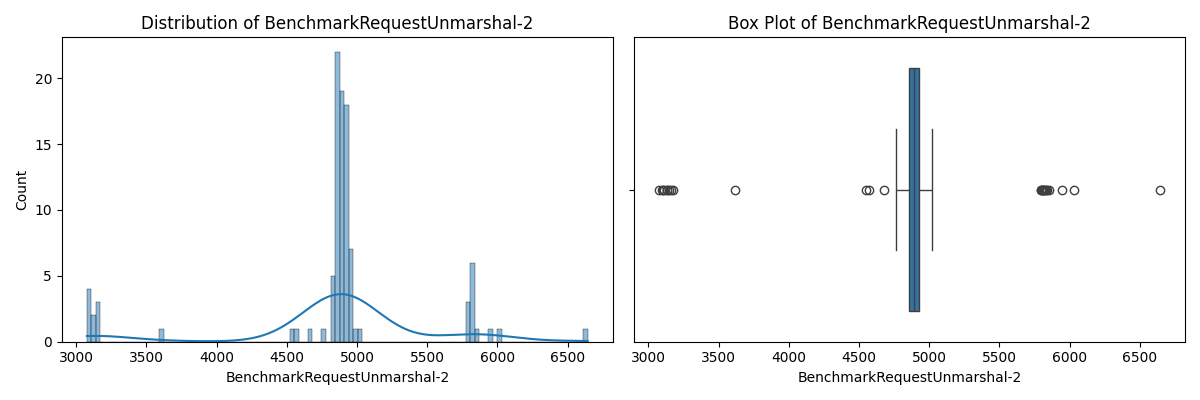 Distribution of BenchmarkRequestUnmarshal-2
Count
20
15
10
5
0
3000 3500 4000 4500 5000 5500 6000 6500
BenchmarkRequestUnmarshal-2
Box Plot of BenchmarkRequestUnmarshal-2
3000 3500 4000 4500 5000 5500 6000 6500
BenchmarkRequestUnmarshal-2